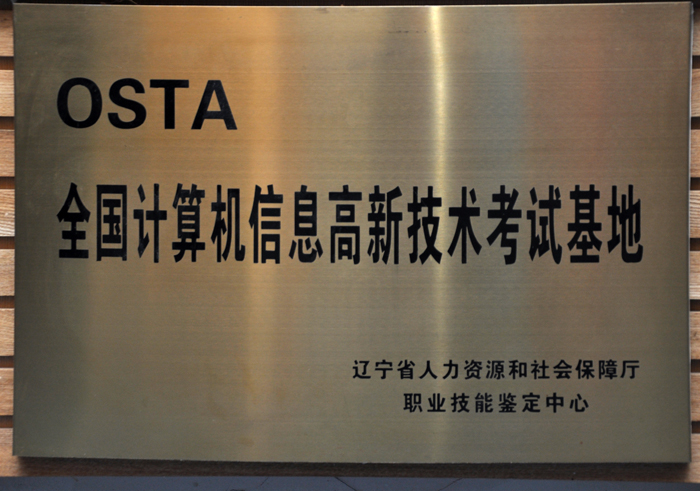 OSTA
全国计算机信息高新技术考试基地
辽宁省人力资源和社会保障厅
职业技能鉴定中心